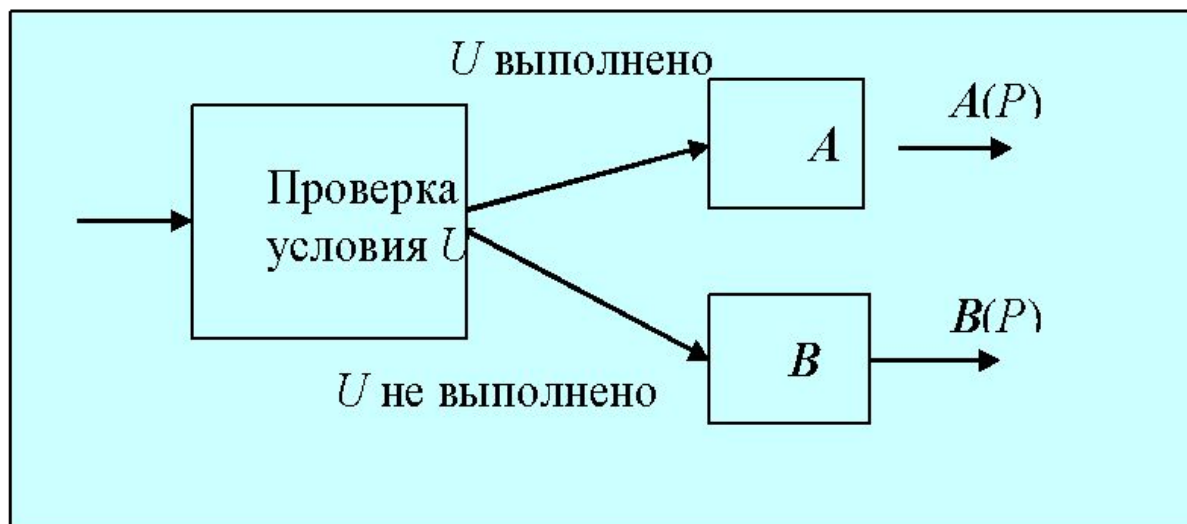 U выполнено
A(P)
A
Проверка
условия U
B(P)
B
U не выполнено